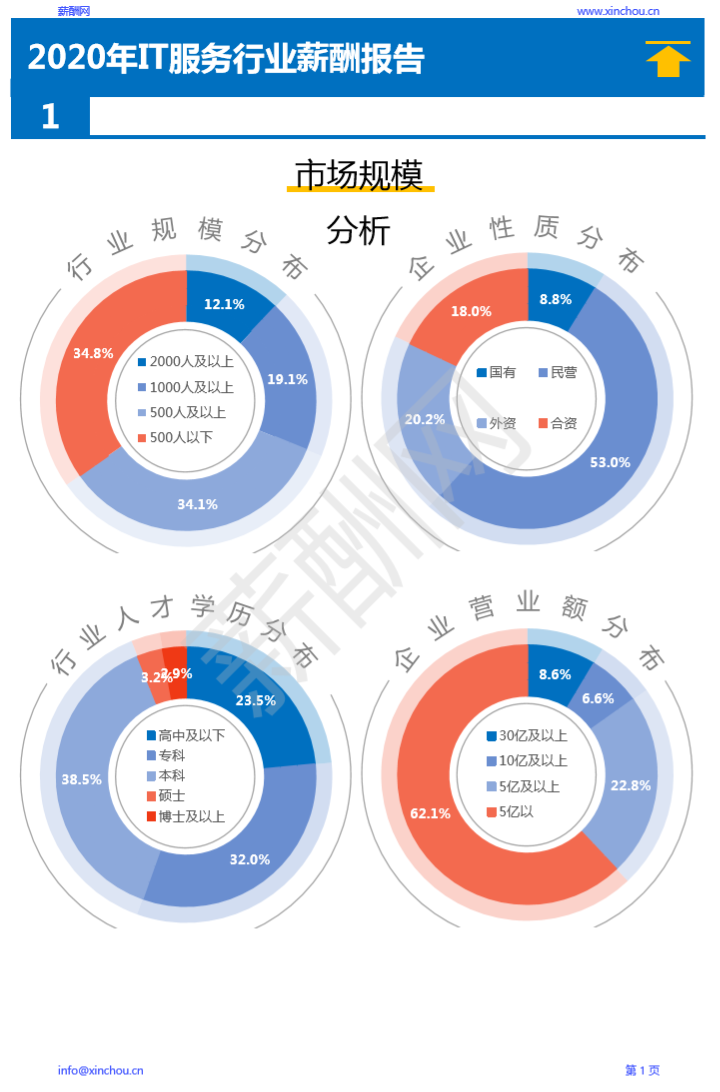 薪酬网 www.xinchou.cn
2020年IT服务行业薪酬报告
1
市场规模
分析
行业规模分布
12.1%
19.1%
34.1%
34.8%
2000人及以上
1000人及以上
500人及以上
500人以下
企业性质分布
8.8%
53.0%
20.2%
18.0%
国有 民营
外资 合资
薪酬网
行业人才学历分布
23.5%
32.0%
38.5%
3.2%
2.9%
高中及以下
专科
本科
硕士
博士及以上
企业营业额分布
8.6%
6.6%
22.8%
62.1%
30亿及以上
10亿及以上
5亿及以上
5亿以
info@xinchou.cn 第 1 页